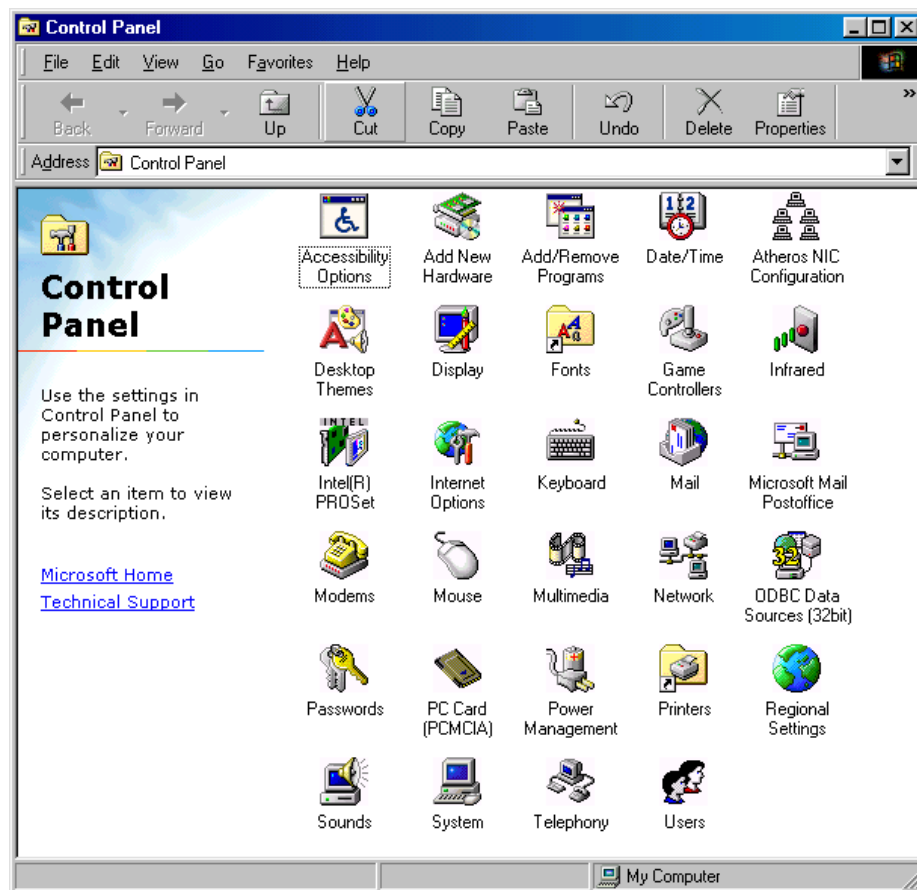 Control Panel
File Edit View Go Favorites Help
Back Forward Up Cut Copy Paste Undo Delete Properties »
Address Control Panel
Control
Panel
Use the settings in
Control Panel to
personalize your
computer.
Select an item to view
its description.
Microsoft Home
Technical Support
Accessibility Options
Add New Hardware
Add/Remove Programs
Date/Time
Atheros NIC Configuration
Desktop Themes
Display
Fonts
Game Controllers
Infrared
INTEL
Intel(R) PROSet
Internet Options
Keyboard
Mail
Microsoft Mail Postoffice
Modems
Mouse
Multimedia
Network
32
ODBC Data Sources (32bit)
Passwords
PC Card (PCMCIA)
Power Management
Printers
Regional Settings
Sounds
System
Telephony
Users
My Computer